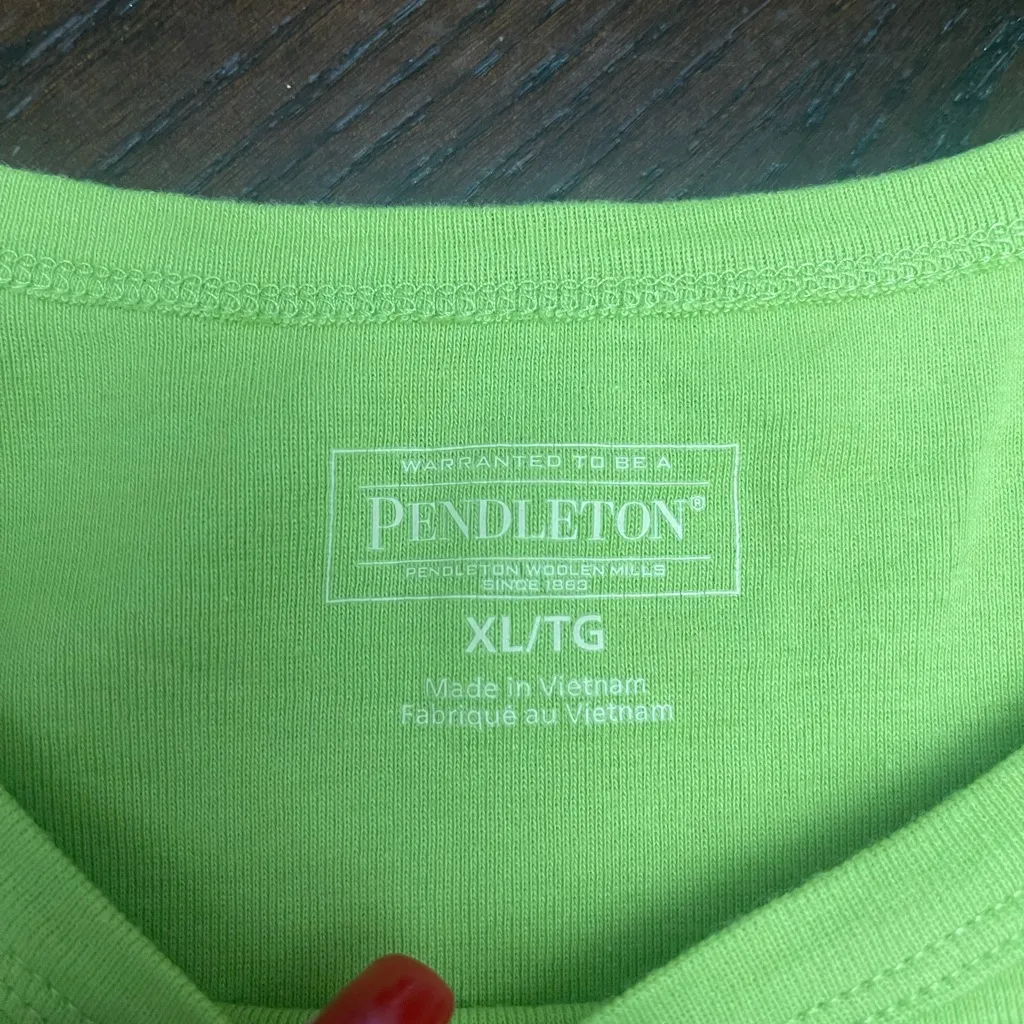 WARRANTED TO BE A
PENDLETON®
PENDLETON WOOLEN MILLS
SINCE 1863
XL/TG
Made in Vietnam
Fabriqué au Vietnam